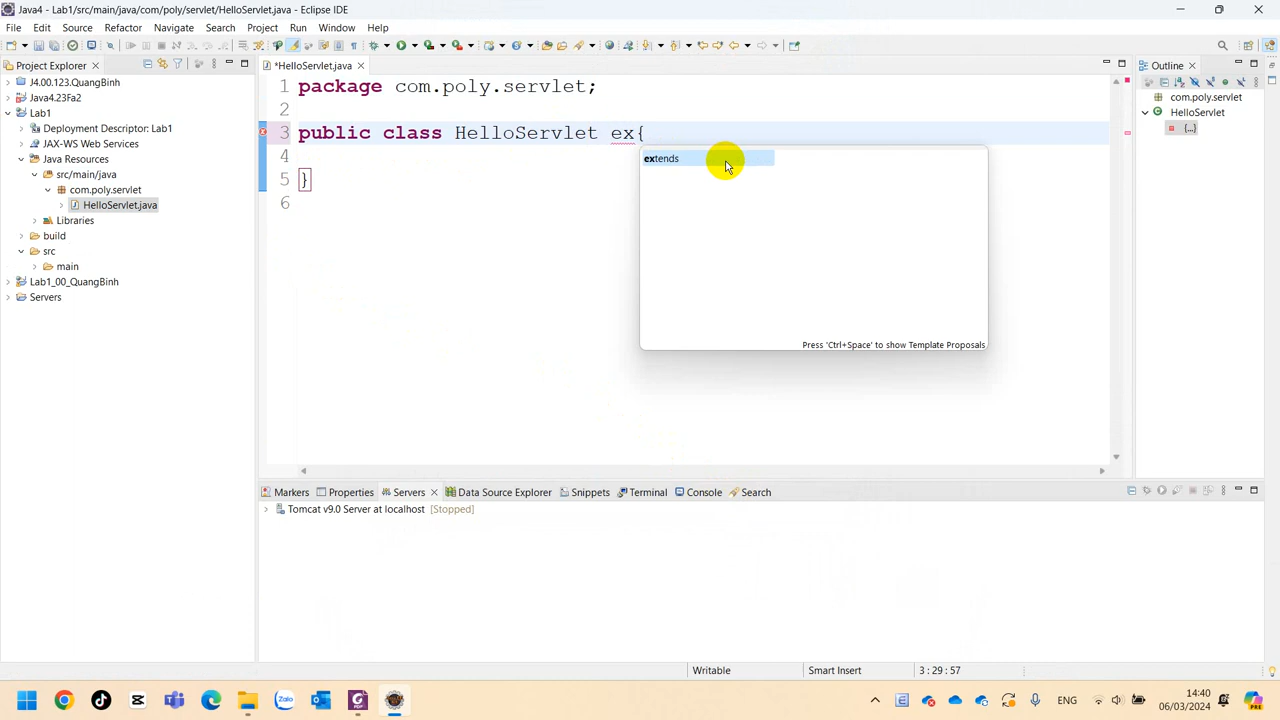 Java4 - Lab1/src/main/java/com/poly/servlet/HelloServlet.java - Eclipse IDE
File Edit Source Refactor Navigate Search Project Run Window Help
Project Explorer
J4.00.123.QuangBinh
Java4.23Fa2
Lab1
Deployment Descriptor: Lab1
JAX-WS Web Services
Java Resources
src/main/java
com.poly.servlet
HelloServlet.java
Libraries
build
src
main
Lab1_00_QuangBinh
Servers
*HelloServlet.java
1 package com.poly.servlet;
2
3 public class HelloServlet ex{
4
5 }
6
extends
Press 'Ctrl+Space' to show Template Proposals
Outline
com.poly.servlet
HelloServlet
{...}
Markers Properties Servers Data Source Explorer Snippets Terminal Console Search
Tomcat v9.0 Server at localhost [Stopped]
Writable Smart Insert 3 : 29 : 57
ENG 14:40
06/03/2024